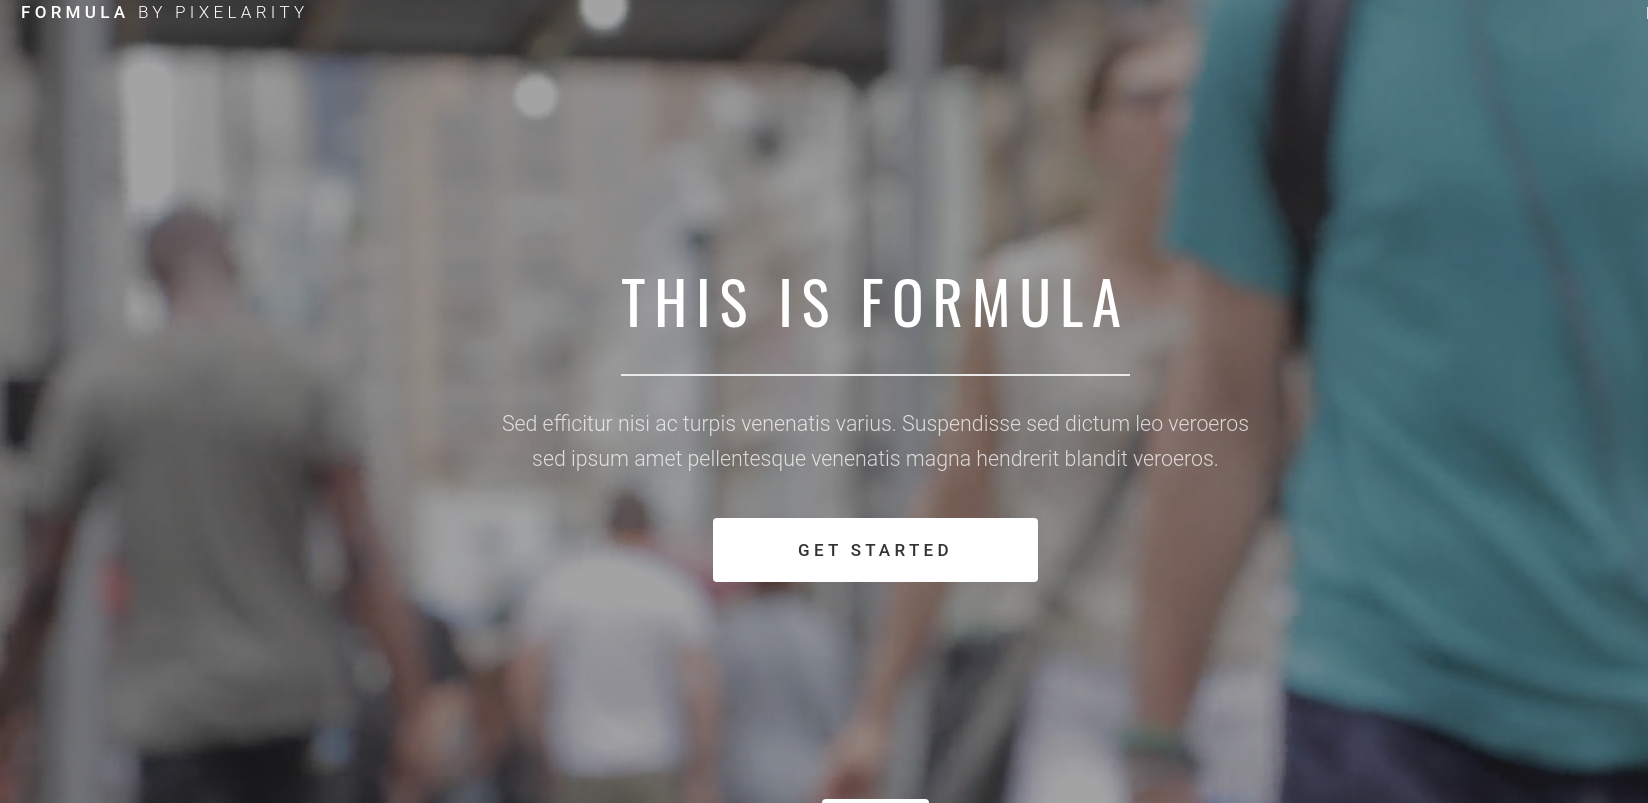 FORMULA BY PIXELARITY
THIS IS FORMULA
Sed efficitur nisi ac turpis venenatis varius. Suspendisse sed dictum leo veroeros
sed ipsum amet pellentesque venenatis magna hendrerit blandit veroeros.
GET STARTED